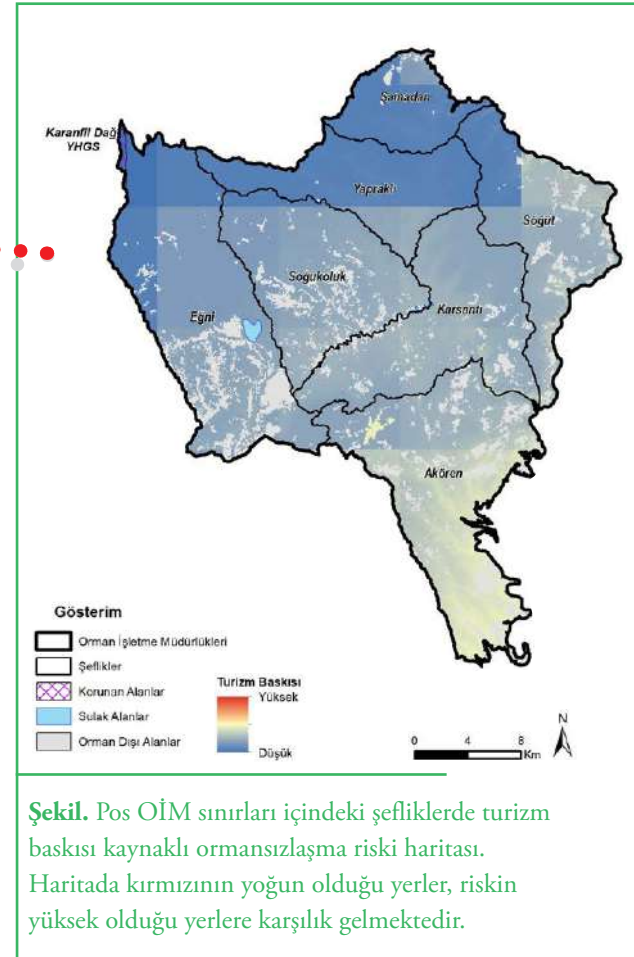 Şamadan
Karanfil Dağ
YHGS
Yapraklı
Söğüt
Soğukoluk
Eğni
Karsantı
Akören
Gösterim
Orman İşletme Müdürlükleri
Şeflikler
Korunan Alanlar
Sulak Alanlar
Orman Dışı Alanlar
Turizm Baskısı
Yüksek
Düşük
0 4 8
Km
N
Şekil. Pos OİM sınırları içindeki şefliklerde turizm
baskısı kaynaklı ormansızlaşma riski haritası.
Haritada kırmızının yoğun olduğu yerler, riskin
yüksek olduğu yerlere karşılık gelmektedir.